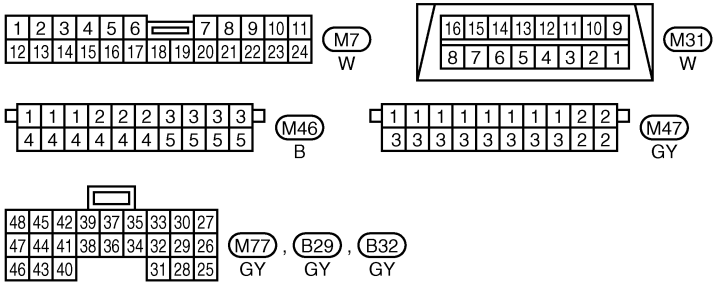 1 2 3 4 5 6 7 8 9 10 11
12 13 14 15 16 17 18 19 20 21 22 23 24
M7
W
16 15 14 13 12 11 10 9
8 7 6 5 4 3 2 1
M31
W
1 1 1 2 2 2 2 3 3 3
4 4 4 4 4 4 5 5 5 5
M46
B
1 1 1 1 1 1 1 1 2 2
3 3 3 3 3 3 3 3 2 2
M47
GY
48 45 42 39 37 35 33 30 27
47 44 41 38 36 34 32 29 26
46 43 40 31 28 25
M77 , B29 , B32
GY GY GY